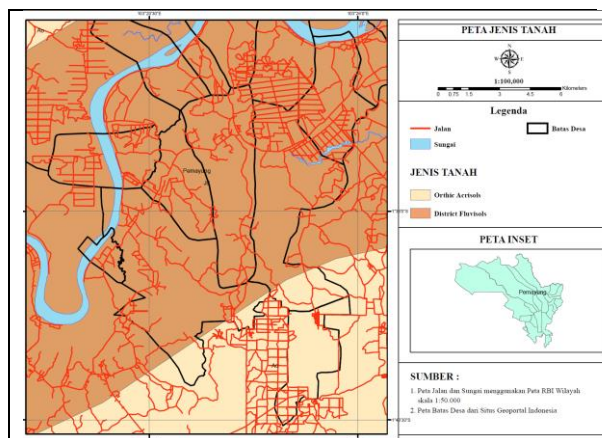 PETA JENIS TANAH
N
W E
S
1:100,000
Kilometers
0 0.75 1.5 3 4.5 6
Legenda
Jalan
Batas Desa
Sungai
JENIS TANAH
Orthic Acrisols
District Fluvisols
PETA INSET
Pemayung
SUMBER :
1. Peta Jalan dan Sungai menggunakan Peta RBI Wilayah
skala 1:50.000
2. Peta Batas Desa dari Situs Geoportal Indonesia
Pemayung